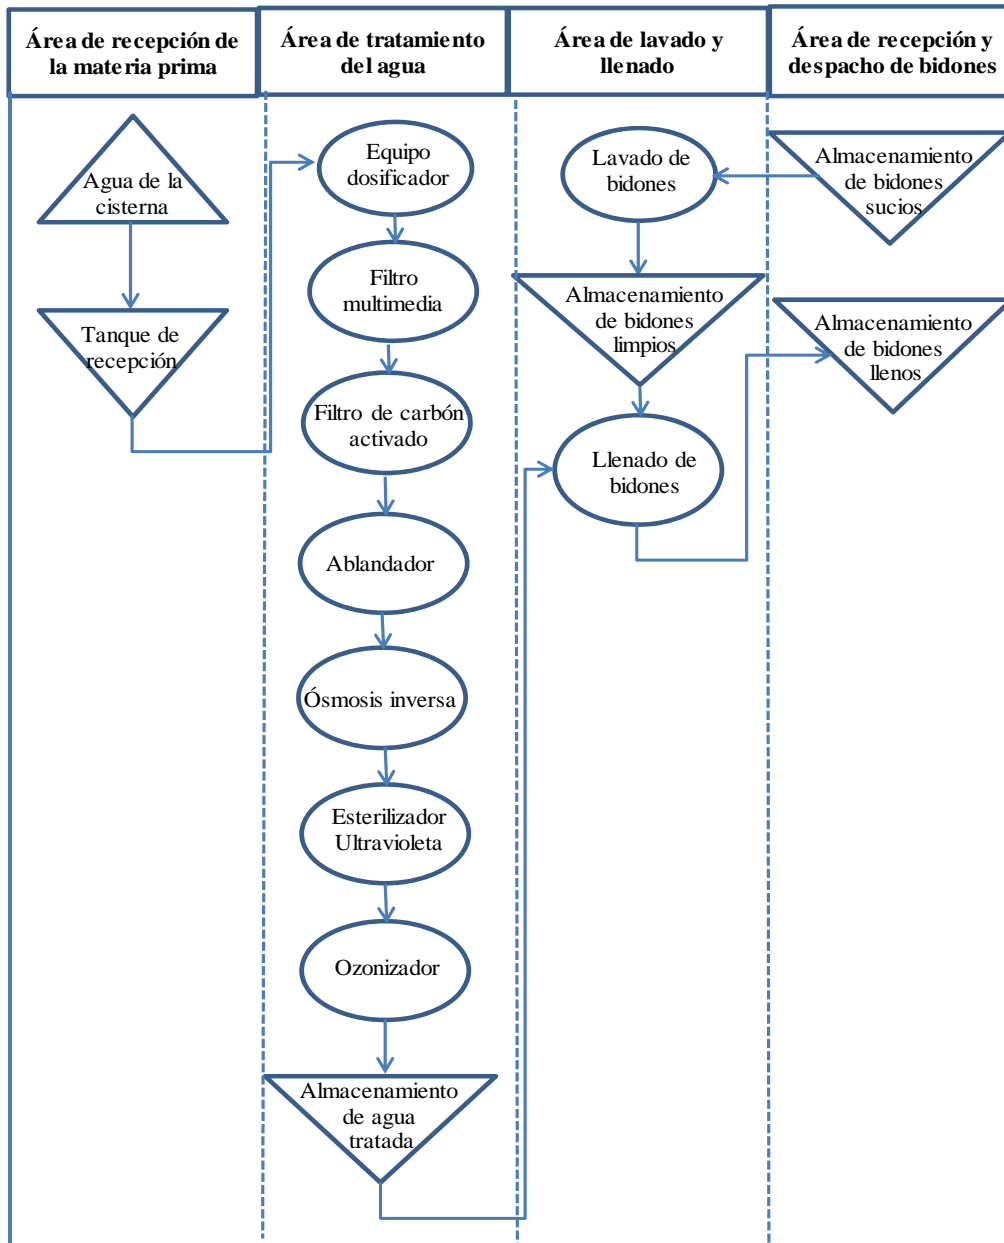 Área de recepción de
la materia prima
Área de tratamiento
del agua
Área de lavado y
llenado
Área de recepción y
despacho de bidones
Agua de la
cisterna
Tanque de
recepción
Equipo
dosificador
Filtro
multimedia
Filtro de carbón
activado
Ablandador
Ósmosis inversa
Esterilizador
Ultravioleta
Ozonizador
Almacenamiento
de agua
tratada
Lavado de
bidones
Almacenamiento
de bidones
limpios
Llenado de
bidones
Almacenamiento
de bidones
sucios
Almacenamiento
de bidones
llenos